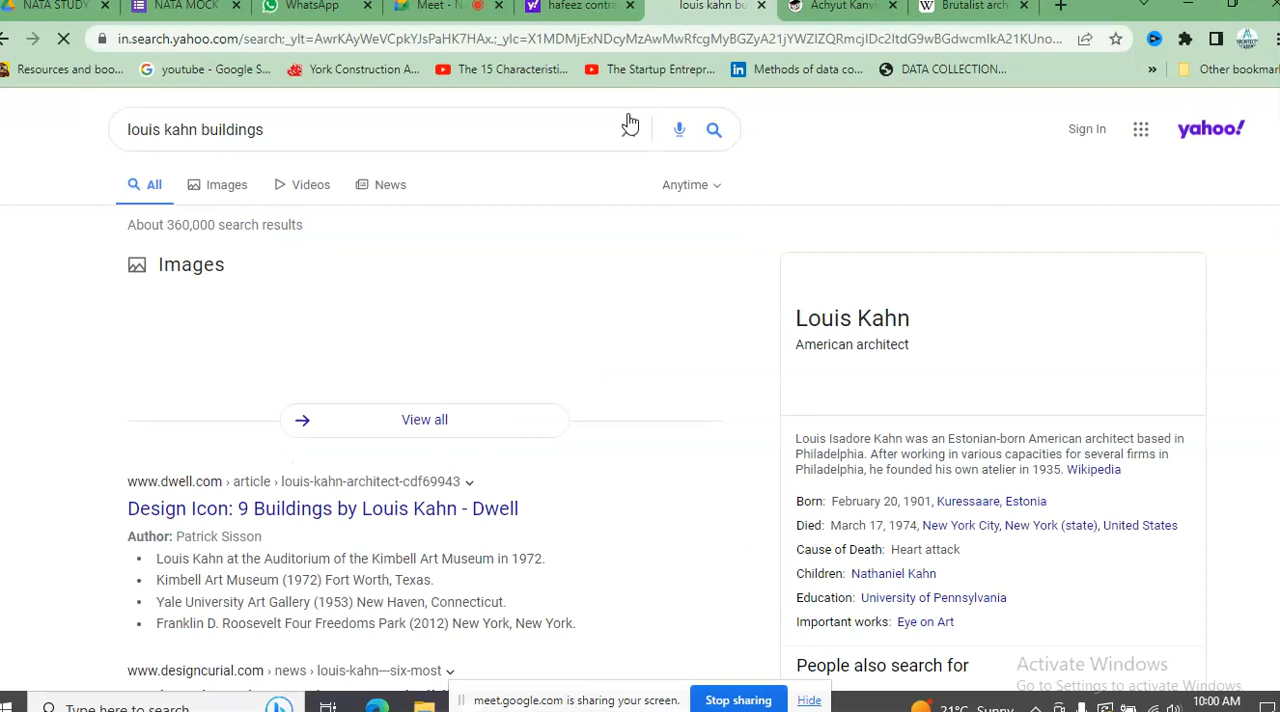 NATA STUDY
NATA MOCK
WhatsApp
Meet - N
hafeez contra
louis kahn bu
Achyut Kanvi
Brutalist arch
in.search.yahoo.com/search;_ylt=AwrKAyWeVCpkYJsPaHK7HAx.;_ylc=X1MDMjExNDcyMzAwMwRfcgMyBGZyA21jYWZlZQRmcjIDc2ItdG9wBGdwcmlkA21KUno...
Resources and boo...
youtube - Google S...
York Construction A...
The 15 Characteristi...
The Startup Entrepr...
Methods of data co...
DATA COLLECTION...
»
Other bookmar
louis kahn buildings
Sign In
yahoo!
All
Images
Videos
News
Anytime
About 360,000 search results
Images
View all
Louis Kahn
American architect
Louis Isadore Kahn was an Estonian-born American architect based in
Philadelphia. After working in various capacities for several firms in
Philadelphia, he founded his own atelier in 1935. Wikipedia
Born: February 20, 1901, Kuressaare, Estonia
Died: March 17, 1974, New York City, New York (state), United States
Cause of Death: Heart attack
Children: Nathaniel Kahn
Education: University of Pennsylvania
Important works: Eye on Art
People also search for
www.dwell.com › article › louis-kahn-architect-cdf69943
Design Icon: 9 Buildings by Louis Kahn - Dwell
Author: Patrick Sisson
• Louis Kahn at the Auditorium of the Kimbell Art Museum in 1972.
• Kimbell Art Museum (1972) Fort Worth, Texas.
• Yale University Art Gallery (1953) New Haven, Connecticut.
• Franklin D. Roosevelt Four Freedoms Park (2012) New York, New York.
www.designcurial.com › news › louis-kahn---six-most
Activate Windows
Go to Settings to activate Windows.
meet.google.com is sharing your screen.
Stop sharing
Hide
Type here to search
21°C Sunny
10:00 AM